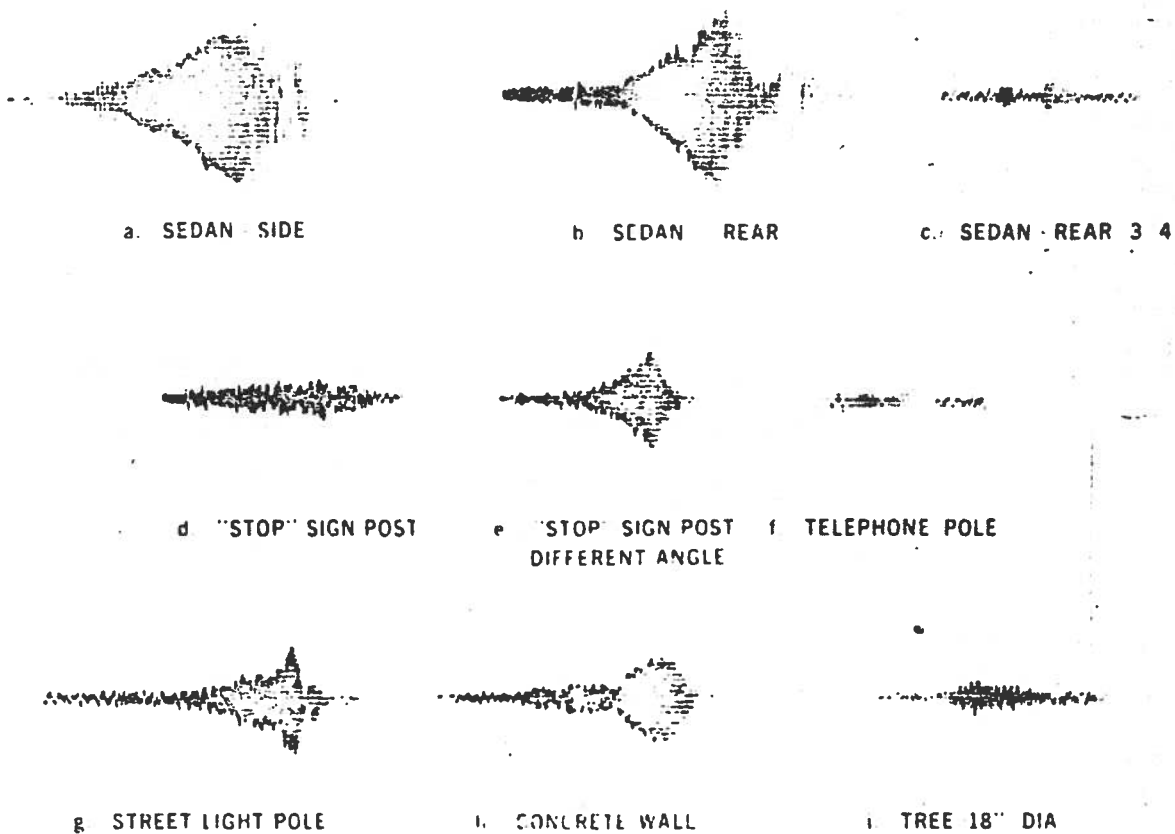 a. SEDAN - SIDE
b SEDAN REAR
c. SEDAN - REAR 3 4
d "STOP" SIGN POST
e "STOP" SIGN POST
DIFFERENT ANGLE
f TELEPHONE POLE
g STREET LIGHT POLE
h. CONCRETE WALL
i. TREE 18" DIA